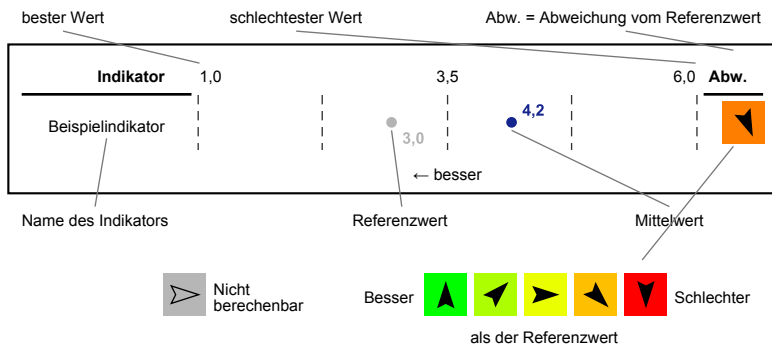 bester Wert schlechtester Wert Abw. = Abweichung vom Referenzwert
Indikator 1,0 3,5 6,0 Abw.
Beispielindikator 3,0 4,2
← besser
Name des Indikators Referenzwert Mittelwert
Nicht
berechenbar
Besser Schlechter
als der Referenzwert